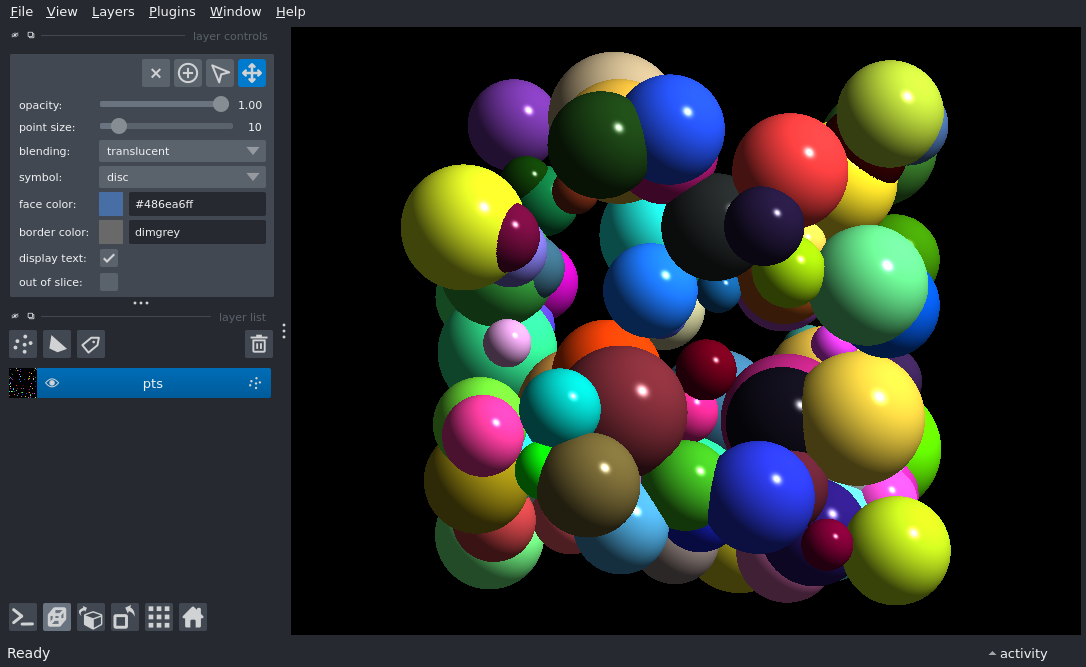 File View Layers Plugins Window Help
layer controls
opacity: 1.00
point size: 10
blending: translucent
symbol: disc
face color: #486ea6ff
border color: dimgrey
display text:
out of slice:
layer list
pts
Ready
activity